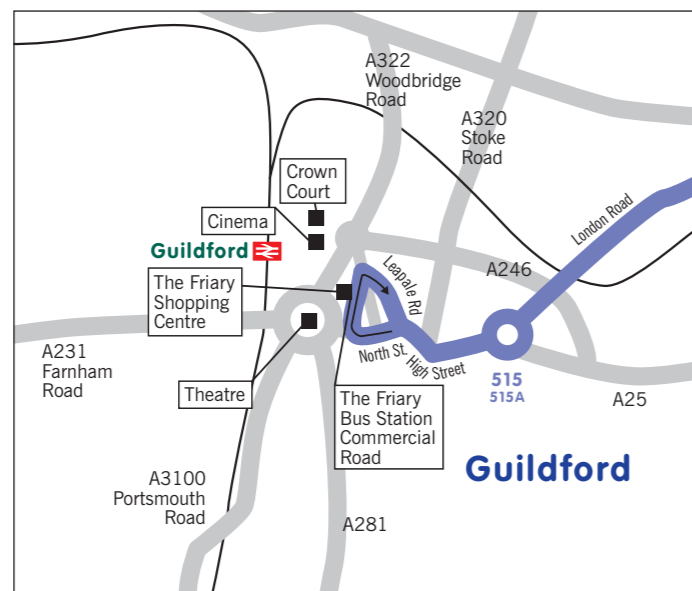 A322
Woodbridge
Road
A320
Stoke
Road
Crown
Court
Cinema
Guildford
London Road
A246
Leapale Rd
The Friary
Shopping
Centre
North St.
High Street
A231
Farnham
Road
Theatre
515
515A
A25
The Friary
Bus Station
Commercial
Road
Guildford
A3100
Portsmouth
Road
A281